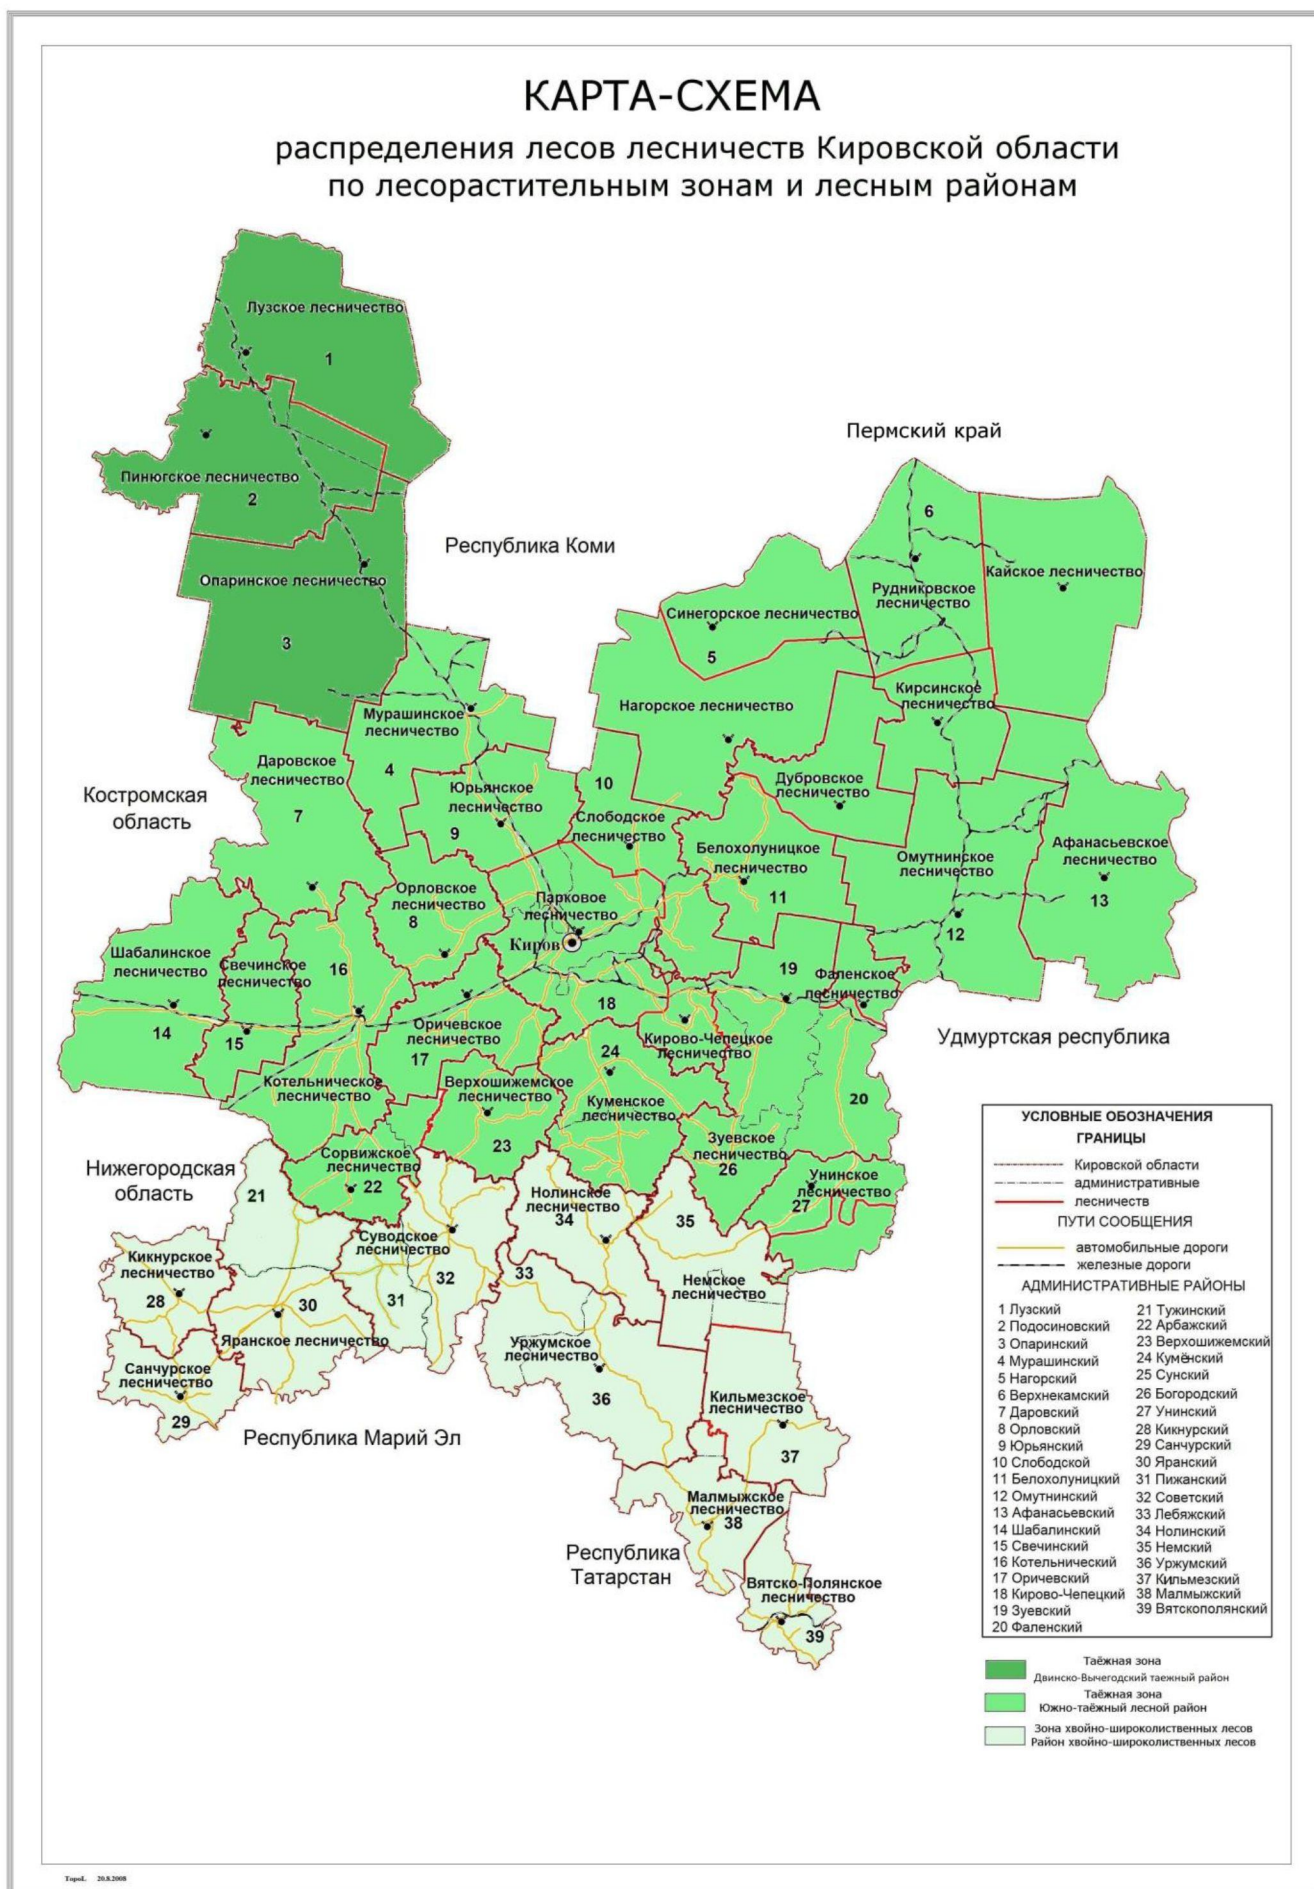 КАРТА-СХЕМА
распределения лесов лесничеств Кировской области
по лесорастительным зонам и лесным районам
Лузское лесничество
1
Пермский край
Пинюгское лесничество
2
6
Республика Коми
Опаринское лесничество
3
Рудниковское
лесничество
Кайское лесничество
Синегорское лесничество
5
Нагорское лесничество
Кирсинское
лесничество
Мурашинское
лесничество
4
Даровское
лесничество
7
Костромская
область
Юрьянское
лесничество
9
10
Слободское
лесничество
Дубровское
лесничество
Белохолуницкое
лесничество
11
Омутнинское
лесничество
12
Афанасьевское
лесничество
13
Орловское
лесничество
8
Парковое
лесничество
Киров
Шабалинское
лесничество
14
Свечинское
лесничество
15
16
19
Фаленское
лесничество
18
Оричевское
лесничество
17
Кирово-Чепецкое
лесничество
Удмуртская республика
24
Котельническое
лесничество
Верхошижемское
лесничество
23
Куменское
лесничество
20
Зуевское
лесничество
26
Нижегородская
область
21
Сорвижское
лесничество
22
Унинское
лесничество
27
Нолинское
лесничество
34
35
Суводское
лесничество
32
31
33
Кикнурское
лесничество
28
30
Яранское лесничество
Немское
лесничество
Уржумское
лесничество
36
Санчурское
лесничество
29
Республика Марий Эл
Кильмезское
лесничество
37
Малмыжское
лесничество
38
Республика
Татарстан
Вятско-Полянское
лесничество
39
УСЛОВНЫЕ ОБОЗНАЧЕНИЯ
ГРАНИЦЫ
Кировской области
административные
лесничеств
ПУТИ СООБЩЕНИЯ
автомобильные дороги
железные дороги
АДМИНИСТРАТИВНЫЕ РАЙОНЫ
1 Лузский
2 Подосиновский
3 Опаринский
4 Мурашинский
5 Нагорский
6 Верхнекамский
7 Даровский
8 Орловский
9 Юрьянский
10 Слободской
11 Белохолуницкий
12 Омутнинский
13 Афанасьевский
14 Шабалинский
15 Свечинский
16 Котельнический
17 Оричевский
18 Кирово-Чепецкий
19 Зуевский
20 Фаленский
21 Тужинский
22 Арбажский
23 Верхошижемский
24 Кумёнский
25 Сунский
26 Богородский
27 Унинский
28 Кикнурский
29 Санчурский
30 Яранский
31 Пижанский
32 Советский
33 Лебяжский
34 Нолинский
35 Немский
36 Уржумский
37 Кильмезский
38 Малмыжский
39 Вятскополянский
Таёжная зона
Двинско-Вычегодский таежный район
Таёжная зона
Южно-таёжный лесной район
Зона хвойно-широколиственных лесов
Район хвойно-широколиственных лесов
TopoL 20.8.2008